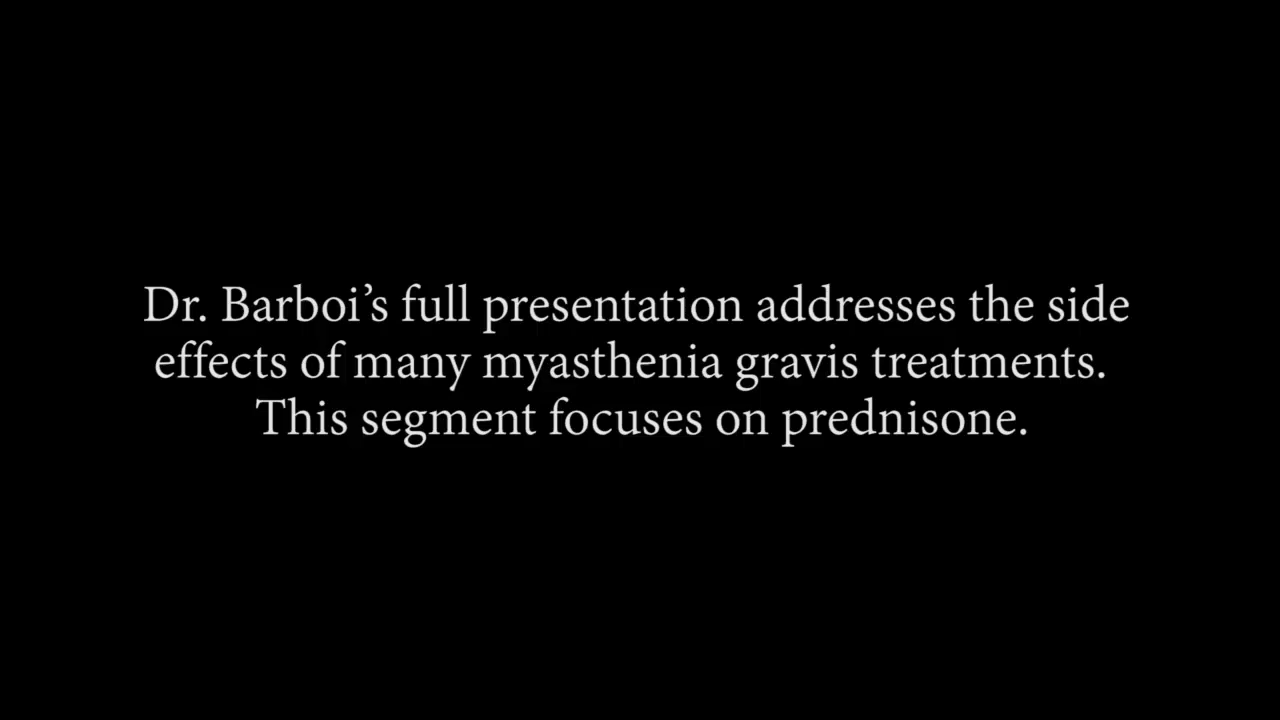 Dr. Barboi’s full presentation addresses the side
effects of many myasthenia gravis treatments.
This segment focuses on prednisone.